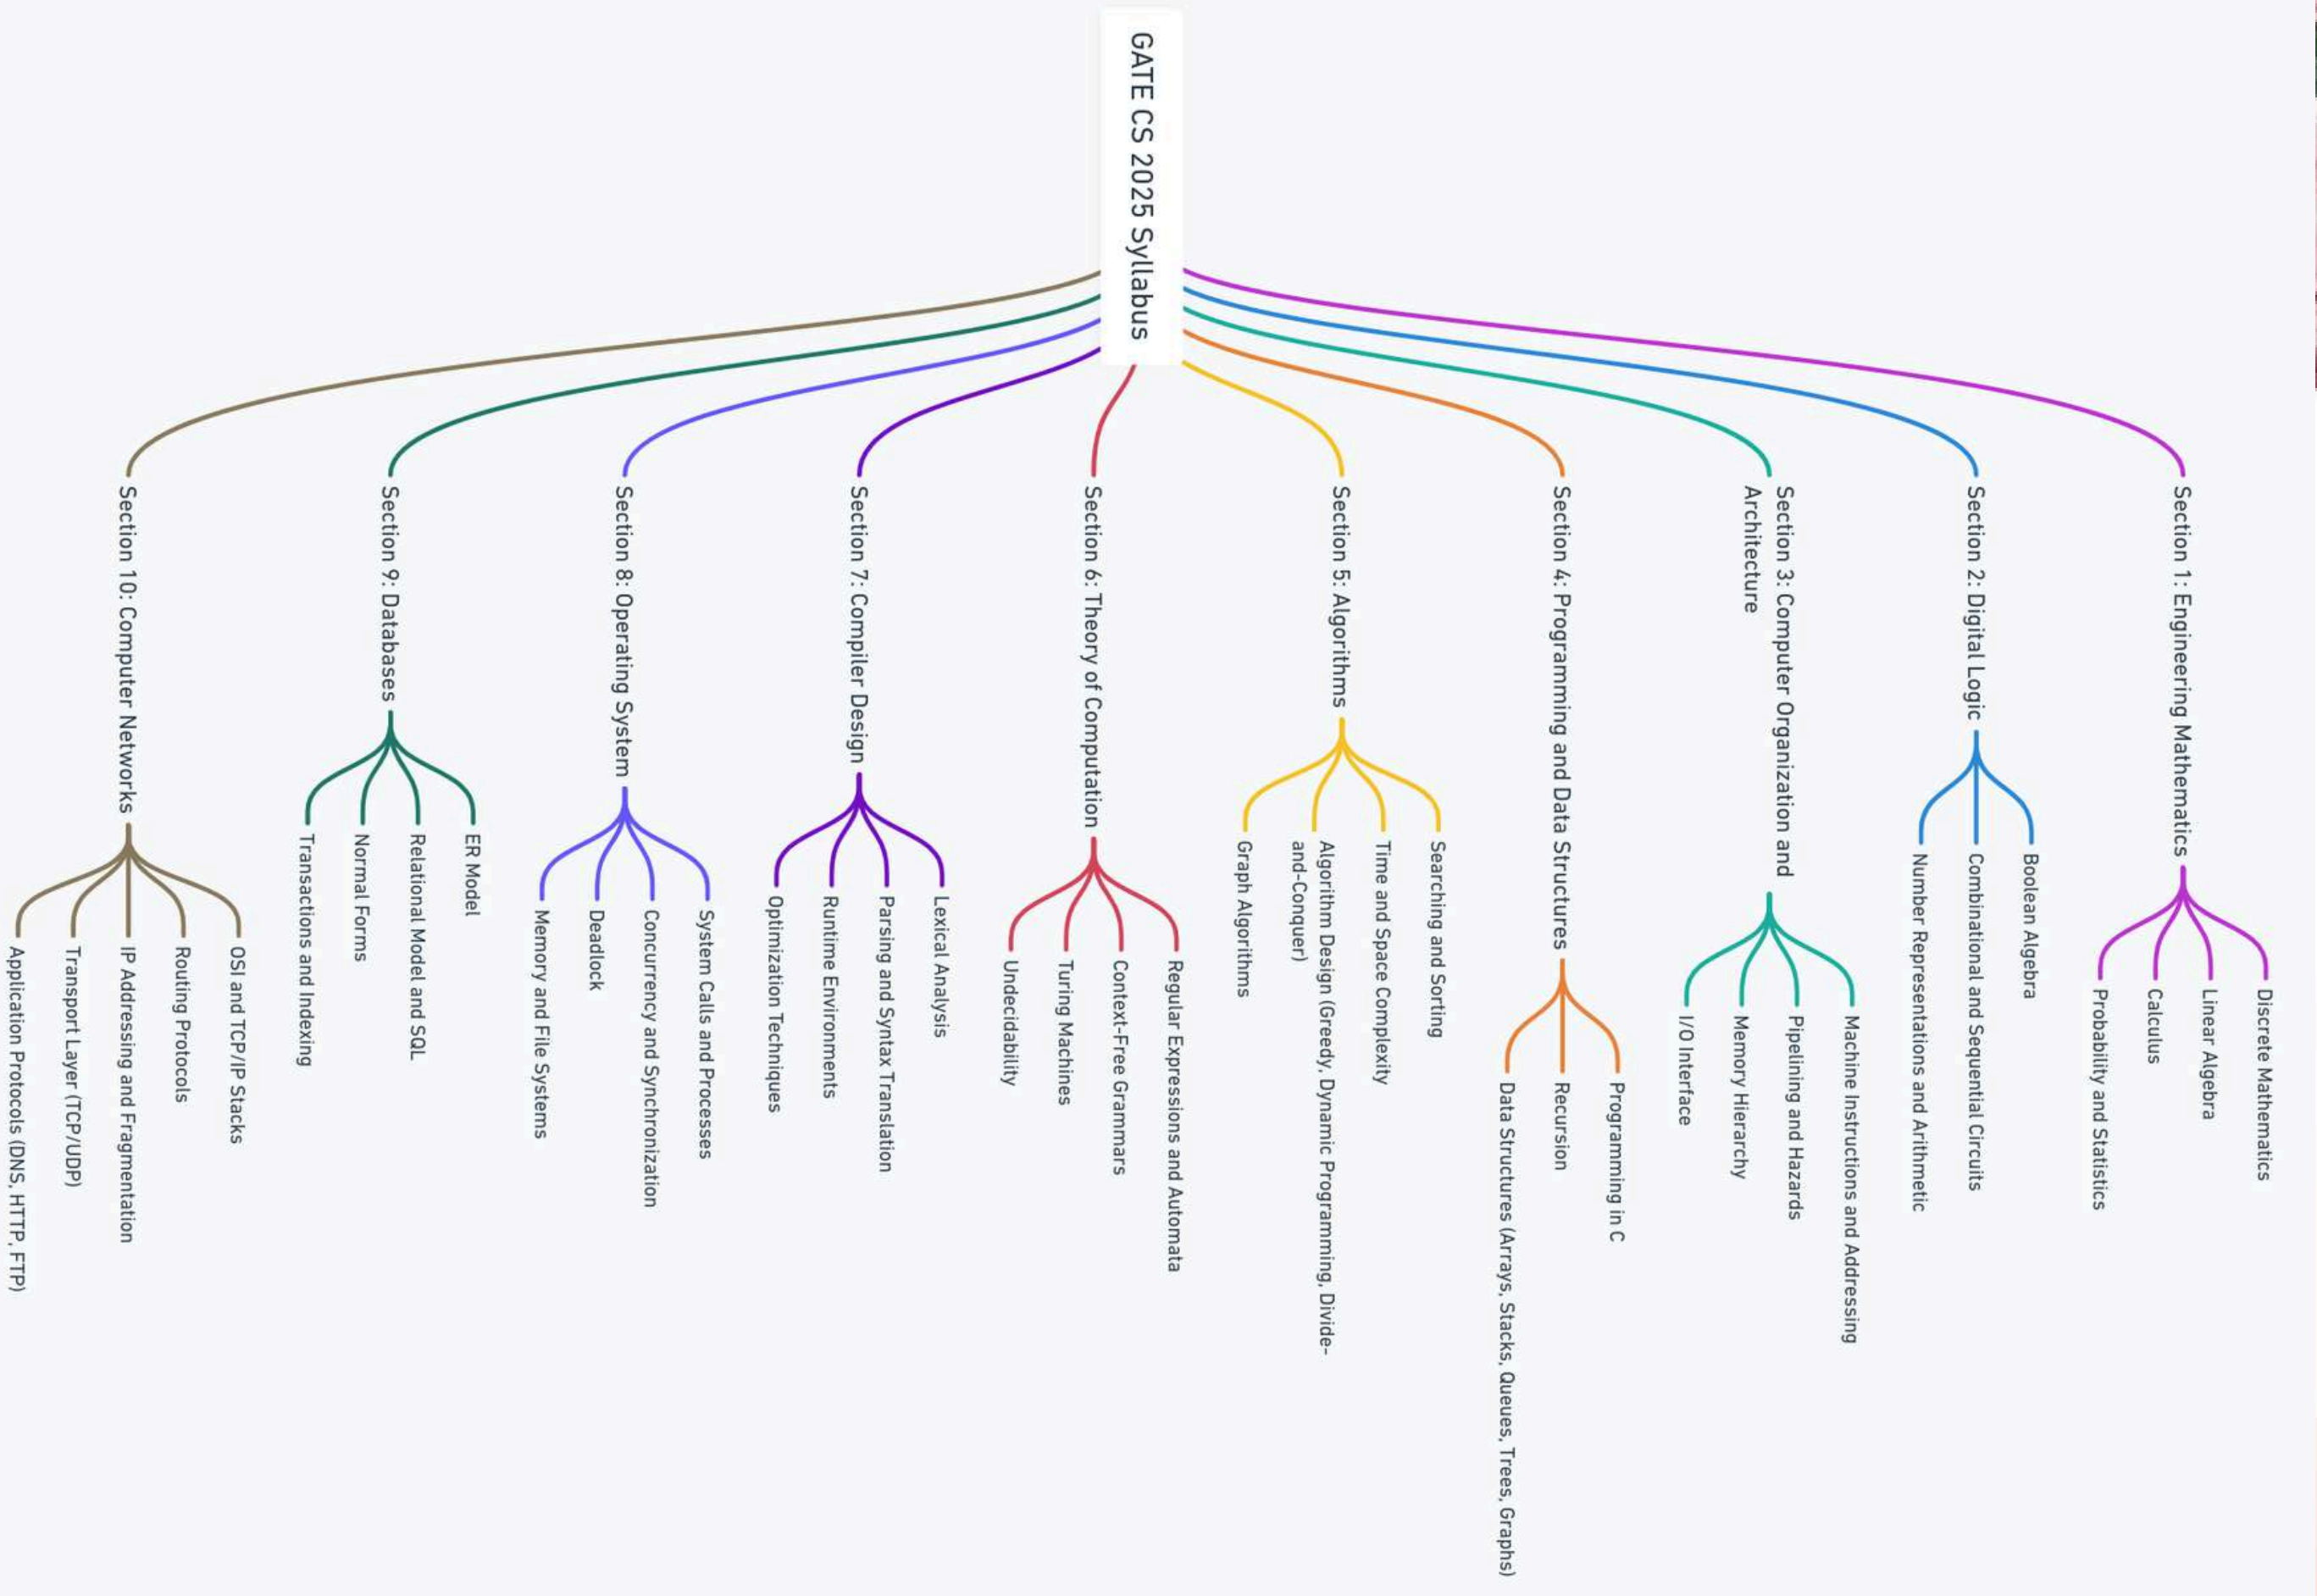 GATE CS 2025 Syllabus
Section 1: Engineering Mathematics
Discrete Mathematics
Linear Algebra
Calculus
Probability and Statistics
Section 2: Digital Logic
Boolean Algebra
Combinational and Sequential Circuits
Number Representations and Arithmetic
Section 3: Computer Organization and
Architecture
Machine Instructions and Addressing
Pipelining and Hazards
Memory Hierarchy
I/O Interface
Section 4: Programming and Data Structures
Programming in C
Recursion
Data Structures (Arrays, Stacks, Queues, Trees, Graphs)
Section 5: Algorithms
Searching and Sorting
Time and Space Complexity
Algorithm Design (Greedy, Dynamic Programming, Divide-
and-Conquer)
Graph Algorithms
Section 6: Theory of Computation
Regular Expressions and Automata
Context-Free Grammars
Turing Machines
Undecidability
Section 7: Compiler Design
Lexical Analysis
Parsing and Syntax Translation
Runtime Environments
Optimization Techniques
Section 8: Operating System
System Calls and Processes
Concurrency and Synchronization
Deadlock
Memory and File Systems
Section 9: Databases
ER Model
Relational Model and SQL
Normal Forms
Transactions and Indexing
Section 10: Computer Networks
OSI and TCP/IP Stacks
Routing Protocols
IP Addressing and Fragmentation
Transport Layer (TCP/UDP)
Application Protocols (DNS, HTTP, FTP)